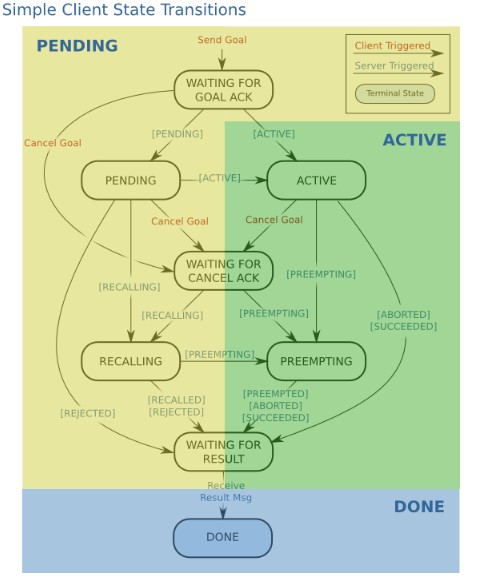 Simple Client State Transitions
PENDING
Send Goal
Client Triggered
Server Triggered
Terminal State
WAITING FOR
GOAL ACK
Cancel Goal
[PENDING]
[ACTIVE]
ACTIVE
PENDING
[ACTIVE]
ACTIVE
Cancel Goal
Cancel Goal
WAITING FOR
CANCEL ACK
[PREEMPTING]
[RECALLING]
[RECALLING]
[PREEMPTING]
[ABORTED]
[SUCCEEDED]
RECALLING
[PREEMPTING]
PREEMPTING
[REJECTED]
[RECALLED]
[REJECTED]
[PREEMPTED]
[ABORTED]
[SUCCEEDED]
WAITING FOR
RESULT
Receive
Result Msg
DONE
DONE